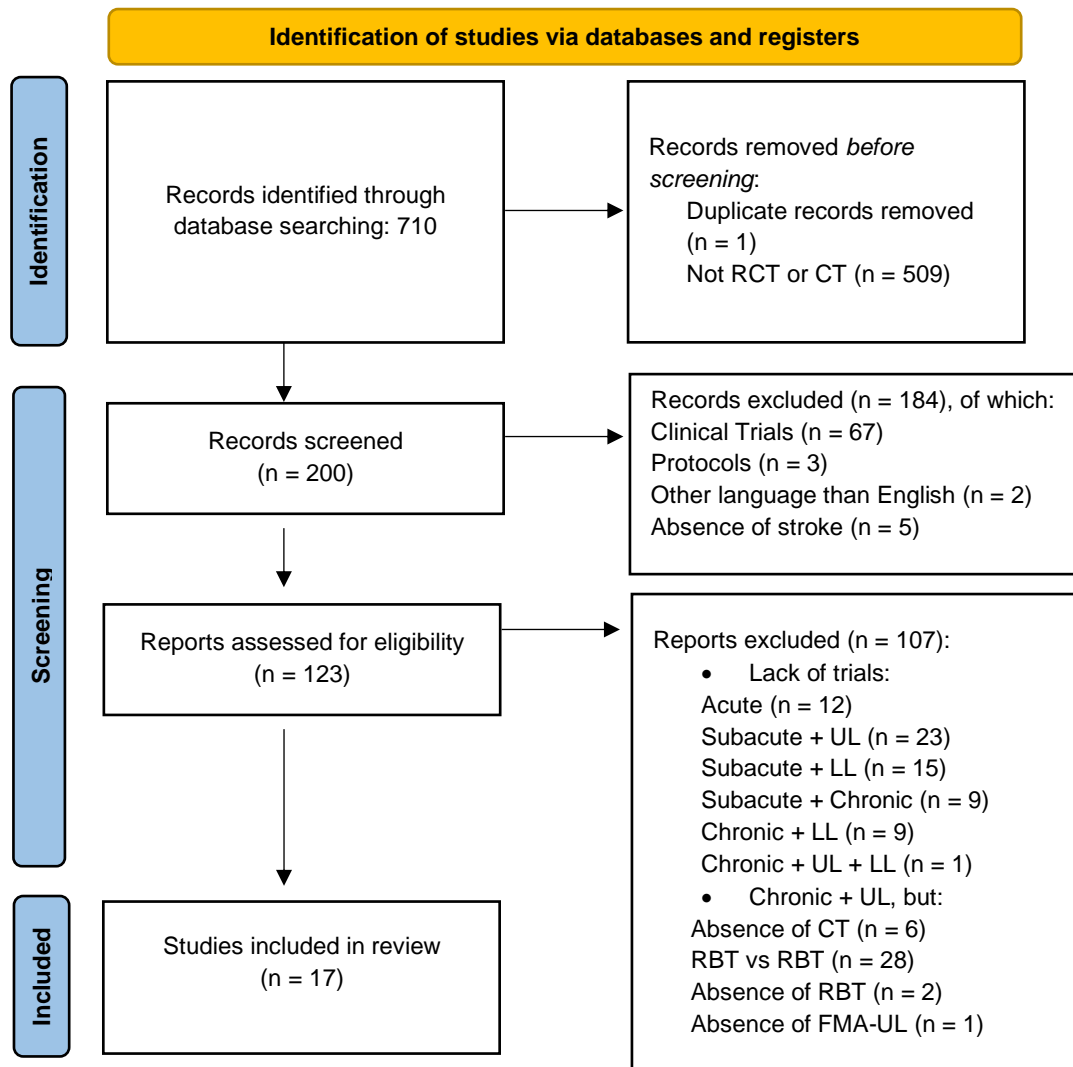 Identification of studies via databases and registers
Identification
Records identified through
database searching: 710
Records removed before
screening:
Duplicate records removed
(n = 1)
Not RCT or CT (n = 509)
Screening
Records screened
(n = 200)
Records excluded (n = 184), of which:
Clinical Trials (n = 67)
Protocols (n = 3)
Other language than English (n = 2)
Absence of stroke (n = 5)
Reports assessed for eligibility
(n = 123)
Reports excluded (n = 107):
• Lack of trials:
Acute (n = 12)
Subacute + UL (n = 23)
Subacute + LL (n = 15)
Subacute + Chronic (n = 9)
Chronic + LL (n = 9)
Chronic + UL + LL (n = 1)
• Chronic + UL, but:
Absence of CT (n = 6)
RBT vs RBT (n = 28)
Absence of RBT (n = 2)
Absence of FMA-UL (n = 1)
Included
Studies included in review
(n = 17)